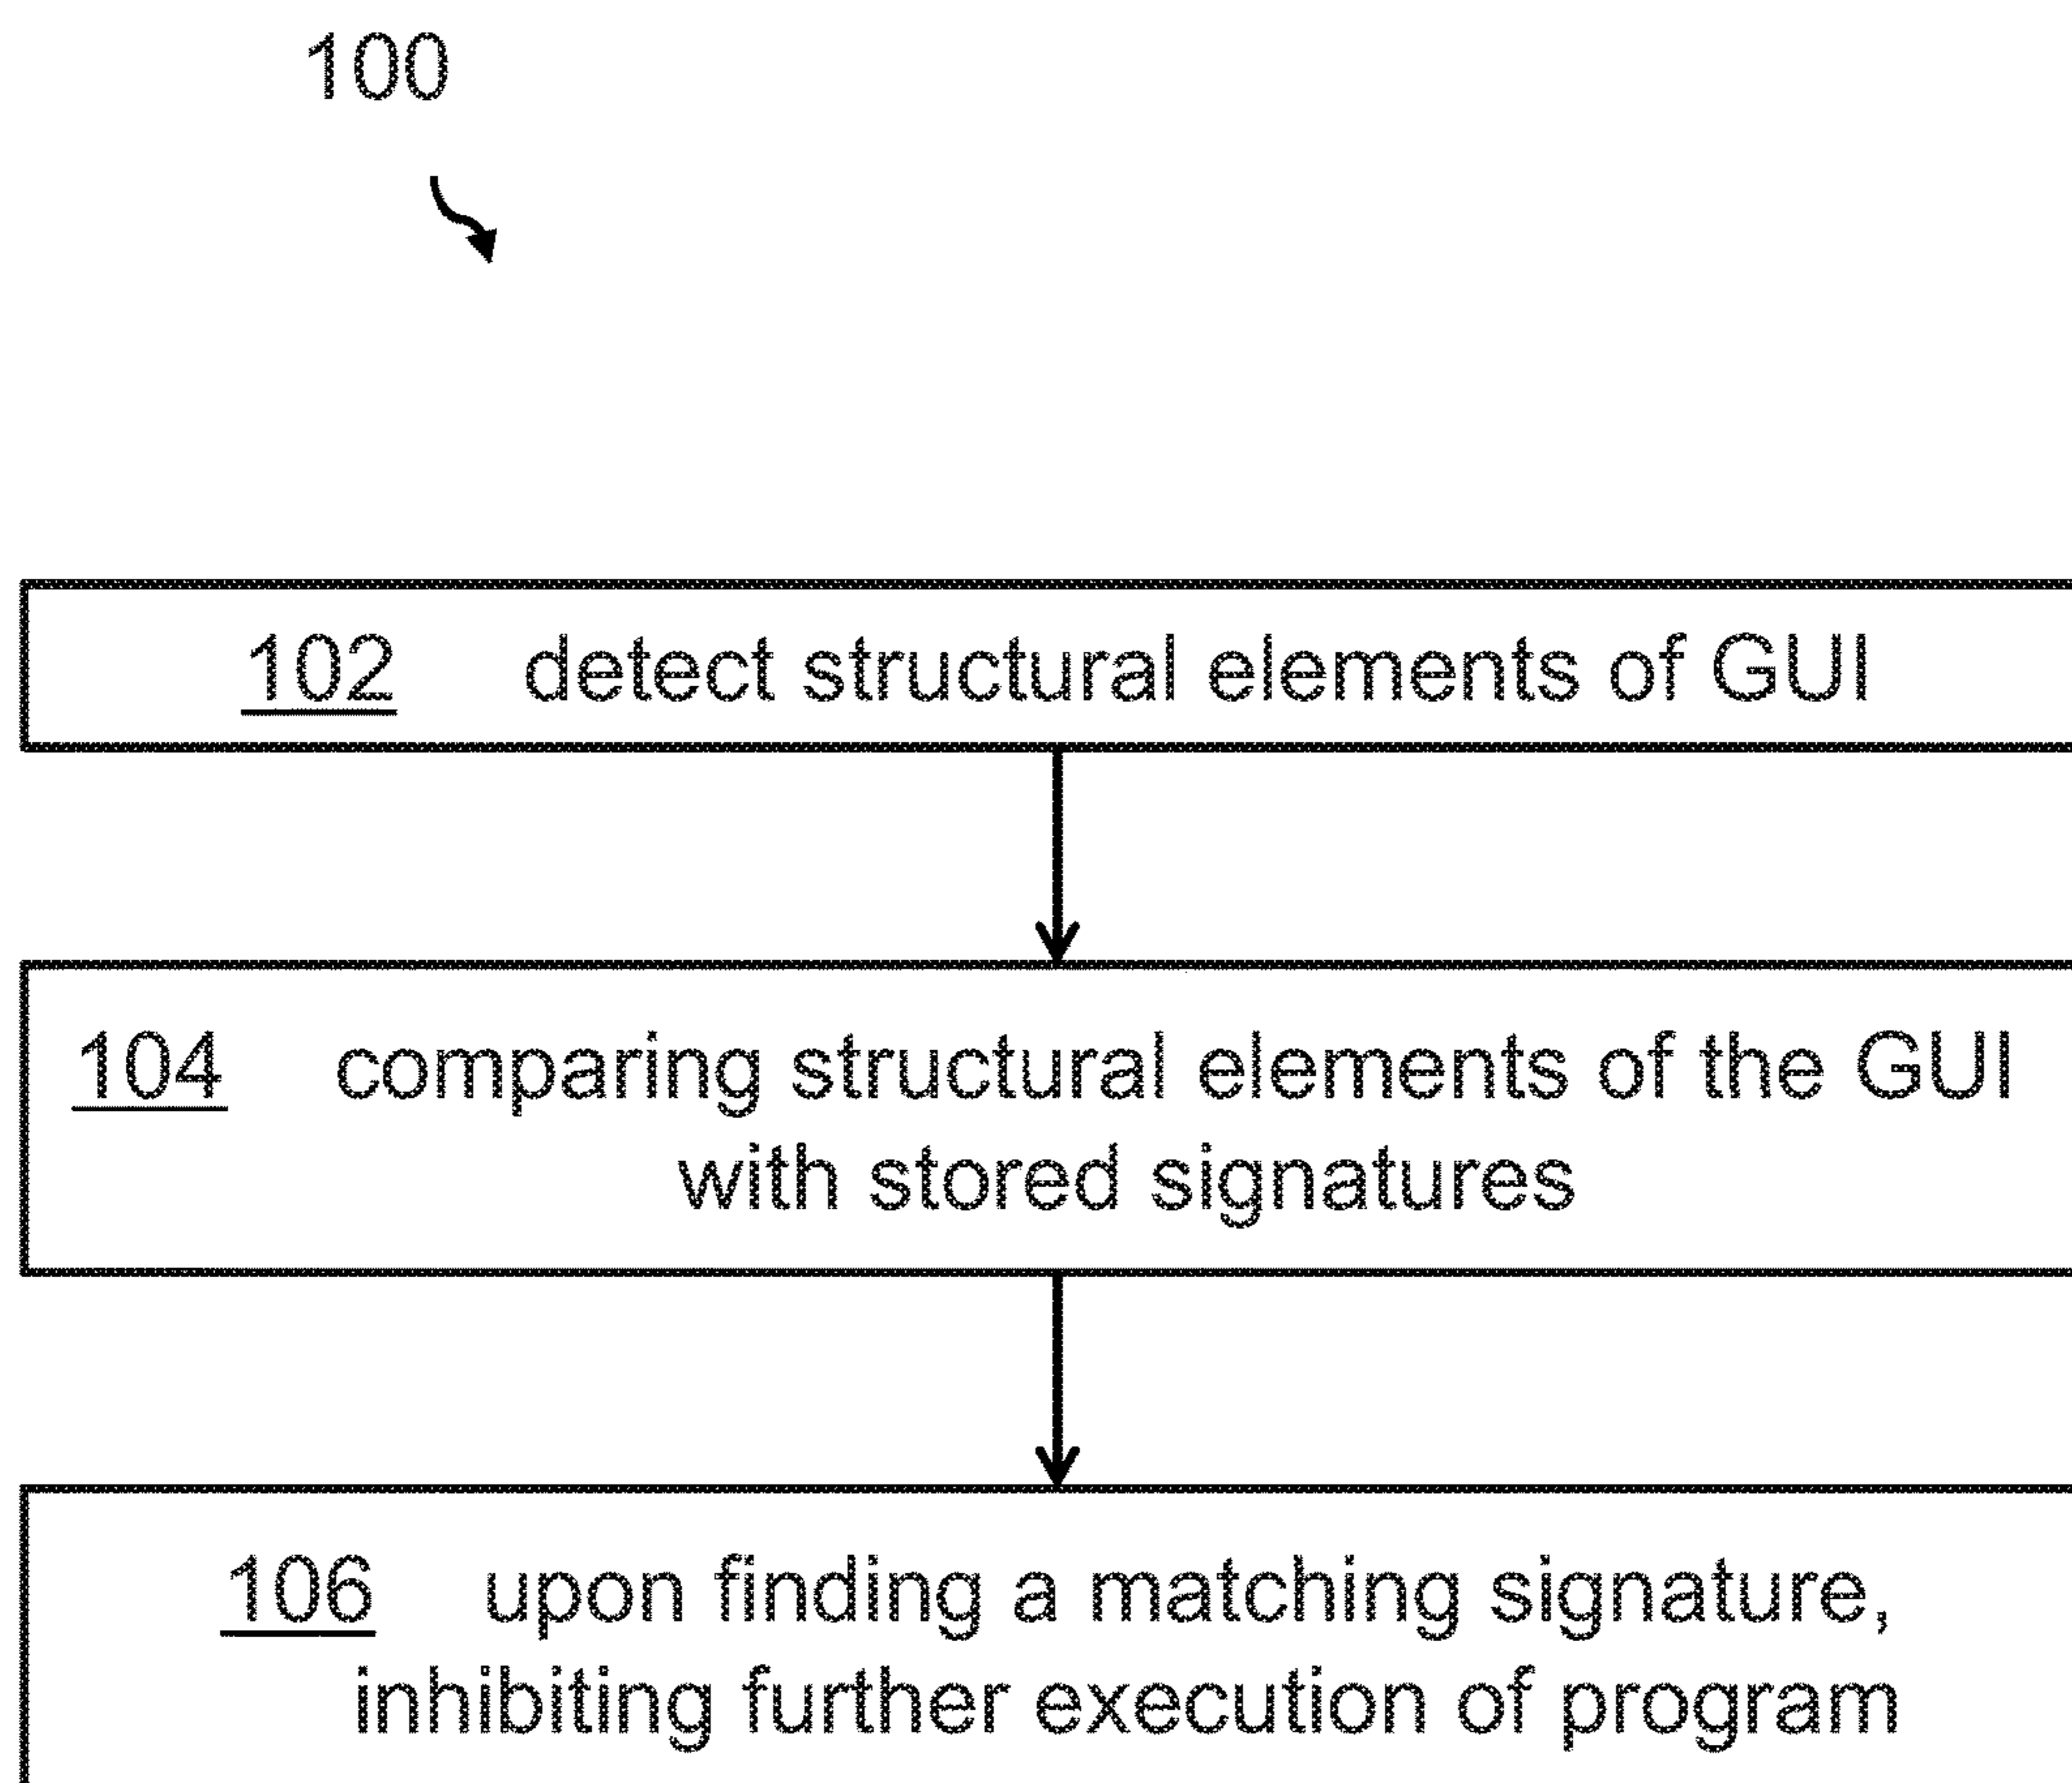 100
102 detect structural elements of GUI
104 comparing structural elements of the GUI
with stored signatures
106 upon finding a matching signature,
inhibiting further execution of program